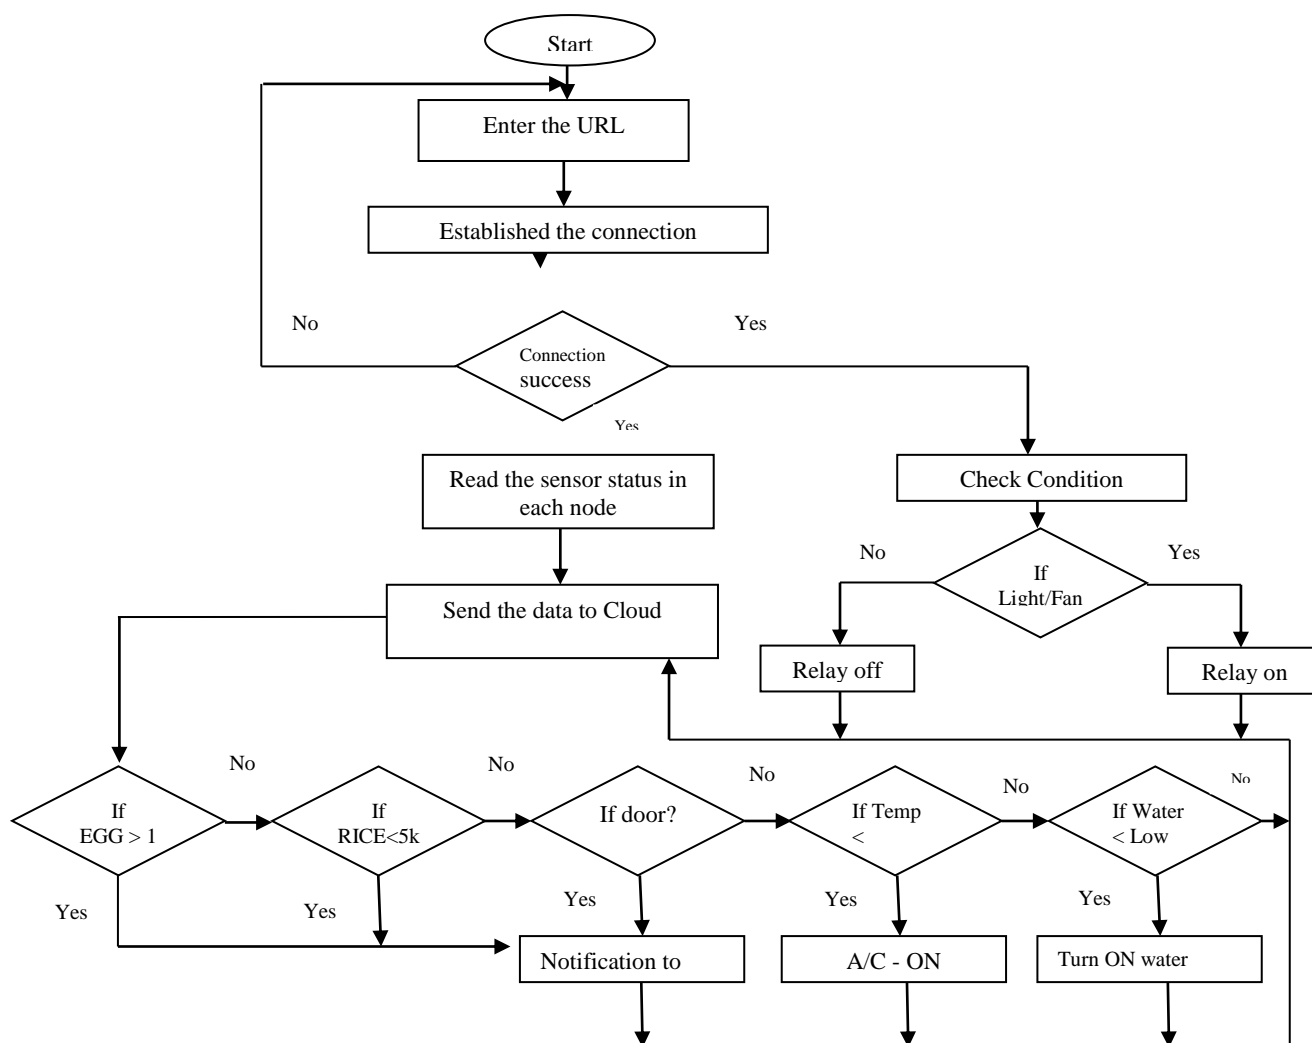 Start
Enter the URL
Established the connection
No
Yes
Connection
success
Yes
Read the sensor status in
each node
Check Condition
No
Yes
If
Light/Fan
Send the data to Cloud
Relay off
Relay on
No
No
No
No
No
If
EGG > 1
If
RICE<5k
If door?
If Temp
<
If Water
< Low
Yes
Yes
Yes
Yes
Yes
Notification to
A/C - ON
Turn ON water